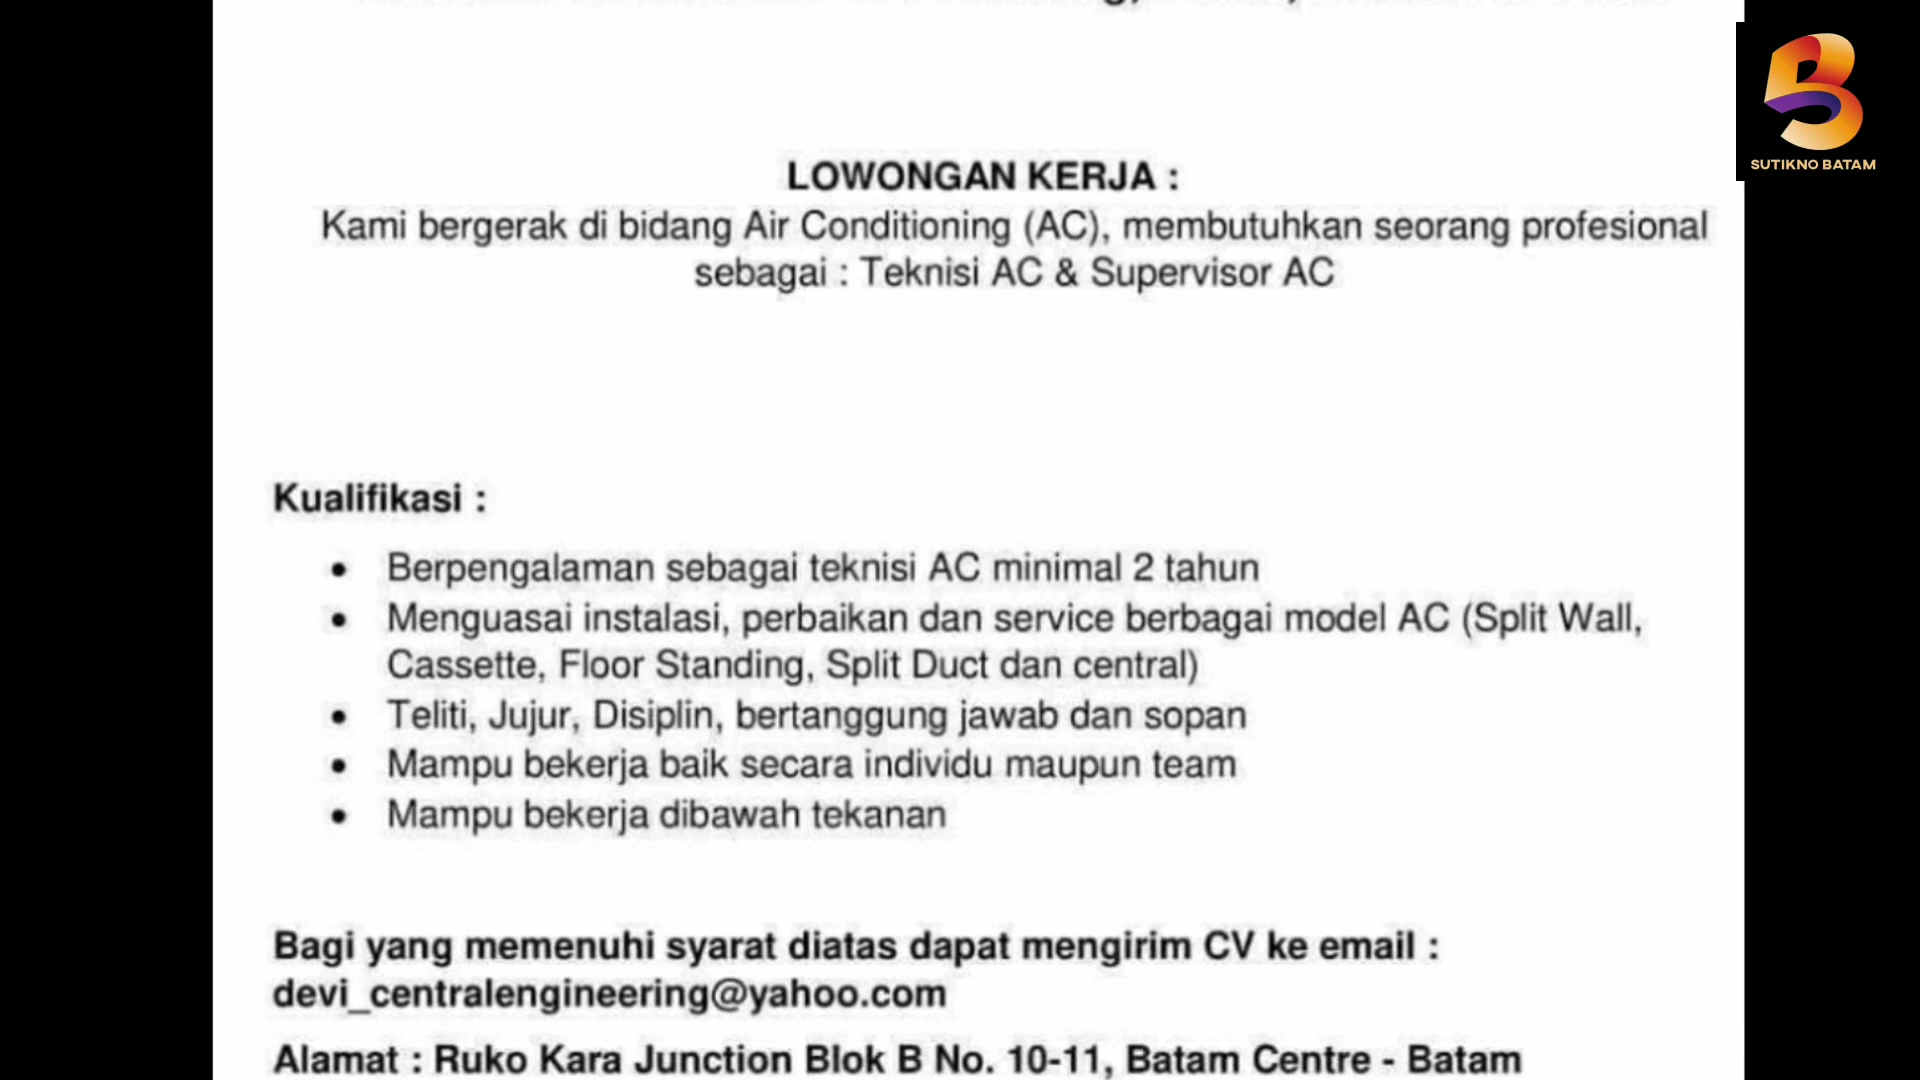 SUTIKNO BATAM
LOWONGAN KERJA :
Kami bergerak di bidang Air Conditioning (AC), membutuhkan seorang profesional
sebagai : Teknisi AC & Supervisor AC
Kualifikasi :
• Berpengalaman sebagai teknisi AC minimal 2 tahun
• Menguasai instalasi, perbaikan dan service berbagai model AC (Split Wall,
Cassette, Floor Standing, Split Duct dan central)
• Teliti, Jujur, Disiplin, bertanggung jawab dan sopan
• Mampu bekerja baik secara individu maupun team
• Mampu bekerja dibawah tekanan
Bagi yang memenuhi syarat diatas dapat mengirim CV ke email :
devi_centralengineering@yahoo.com
Alamat : Ruko Kara Junction Blok B No. 10-11, Batam Centre - Batam